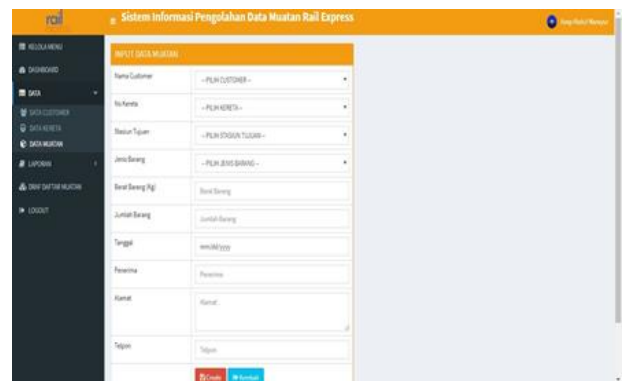 rail
Sistem Informasi Pengolahan Data Muatan Rail Express
KELOLA MENU
DASHBOARD
DATA
DATA CUSTOMER
DATA KERETA
DATA MUATAN
LAPORAN
DRAF DAFTAR MUATAN
LOGOUT
INPUT DATA MUATAN
Nama Customer
--PILIH CUSTOMER--
No Kereta
--PILIH KERETA--
Stasiun Tujuan
--PILIH STASIUN TUJUAN--
Jenis Barang
--PILIH JENIS BARANG--
Berat Barang (Kg)
Berat Barang
Jumlah Barang
Jumlah Barang
Tanggal
mm/dd/yyyy
Penerima
Penerima
Alamat
Alamat
Telpon
Telpon
Create
Kembali